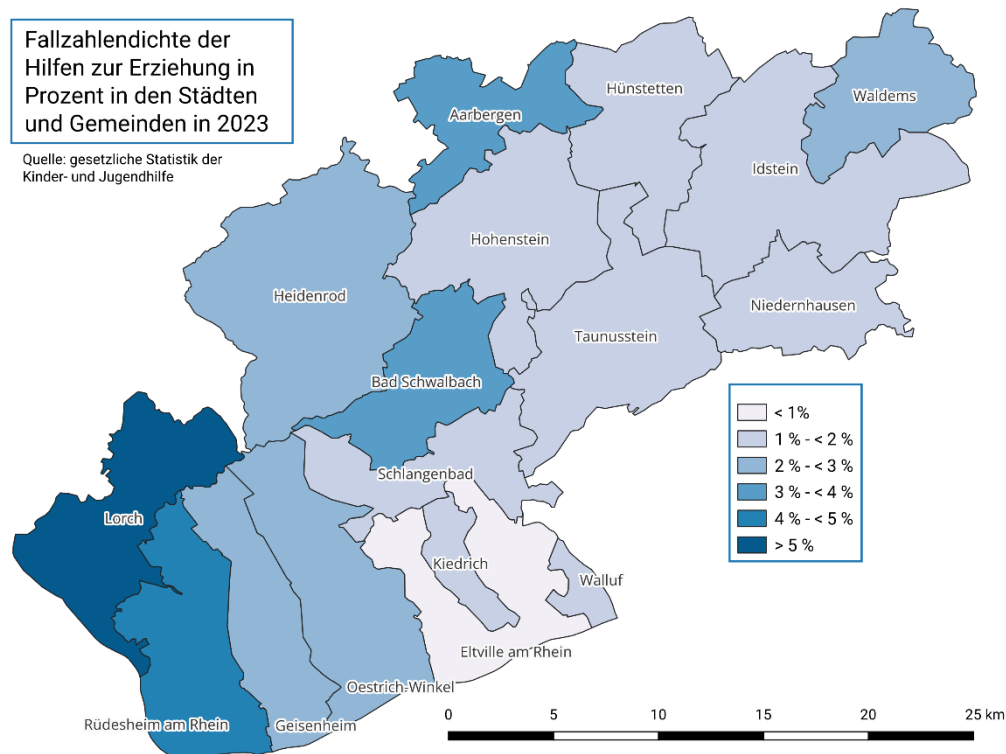 Fallzahlendichte der
Hilfen zur Erziehung in
Prozent in den Städten
und Gemeinden in 2023
Quelle: gesetzliche Statistik der
Kinder- und Jugendhilfe
Aarbergen
Hünstetten
Waldems
Idstein
Hohenstein
Heidenrod
Niedernhausen
Taunusstein
Bad Schwalbach
Schlangenbad
Lorch
Kiedrich
Walluf
Eltville am Rhein
Oestrich-Winkel
Rüdesheim am Rhein
Geisenheim
< 1%
1 % - < 2 %
2 % - < 3 %
3 % - < 4 %
4 % - < 5 %
> 5 %
0 5 10 15 20 25 km